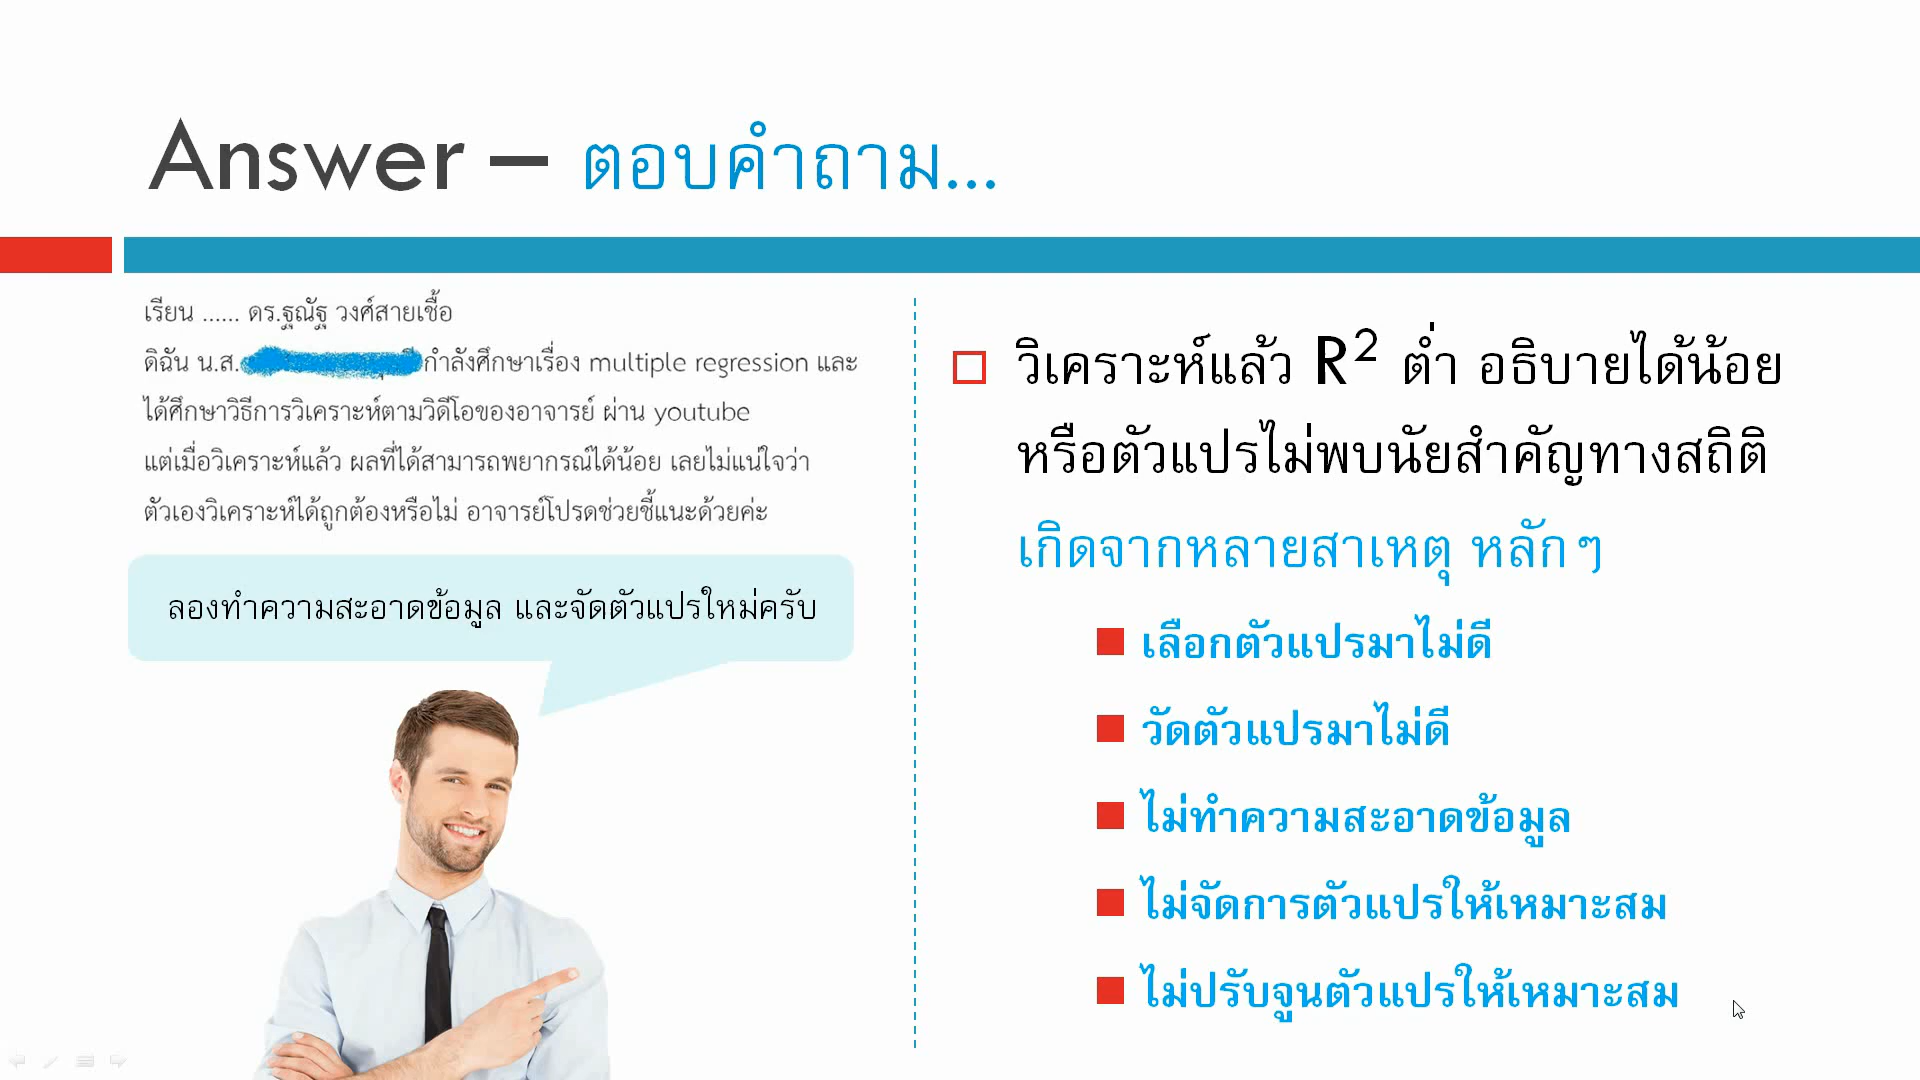 Answer – ตอบคำถาม...
เรียน ...... ดร.ฐณัฐ วงศ์สายเชื้อ
ดิฉัน น.ส. กำลังศึกษาเรื่อง multiple regression และ
ได้ศึกษาวิธีการวิเคราะห์ตามวิดีโอของอาจารย์ ผ่าน youtube
แต่เมื่อวิเคราะห์แล้ว ผลที่ได้สามารถพยากรณ์ได้น้อย เลยไม่แน่ใจว่า
ตัวเองวิเคราะห์ได้ถูกต้องหรือไม่ อาจารย์โปรดช่วยชี้แนะด้วยค่ะ
ลองทำความสะอาดข้อมูล และจัดตัวแปรใหม่ครับ
วิเคราะห์แล้ว R² ต่ำ อธิบายได้น้อย
หรือตัวแปรไม่พบนัยสำคัญทางสถิติ
เกิดจากหลายสาเหตุ หลักๆ
เลือกตัวแปรมาไม่ดี
วัดตัวแปรมาไม่ดี
ไม่ทำความสะอาดข้อมูล
ไม่จัดการตัวแปรให้เหมาะสม
ไม่ปรับจูนตัวแปรให้เหมาะสม